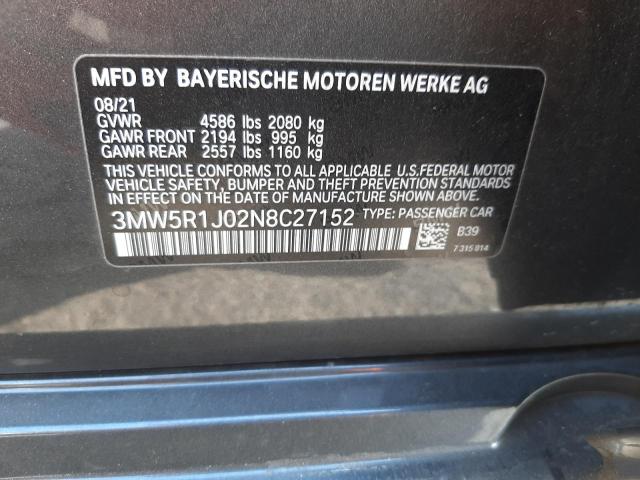 MFD BY BAYERISCHE MOTOREN WERKE AG
08/21
GVWR 4586 lbs 2080 kg
GAWR FRONT 2194 lbs 995 kg
GAWR REAR 2557 lbs 1160 kg
THIS VEHICLE CONFORMS TO ALL APPLICABLE U.S.FEDERAL MOTOR
VEHICLE SAFETY, BUMPER AND THEFT PREVENTION STANDARDS
IN EFFECT ON THE DATE OF MANUFACTURE SHOWN ABOVE.
3MW5R1J02N8C27152 TYPE: PASSENGER CAR
B39
7 315 814